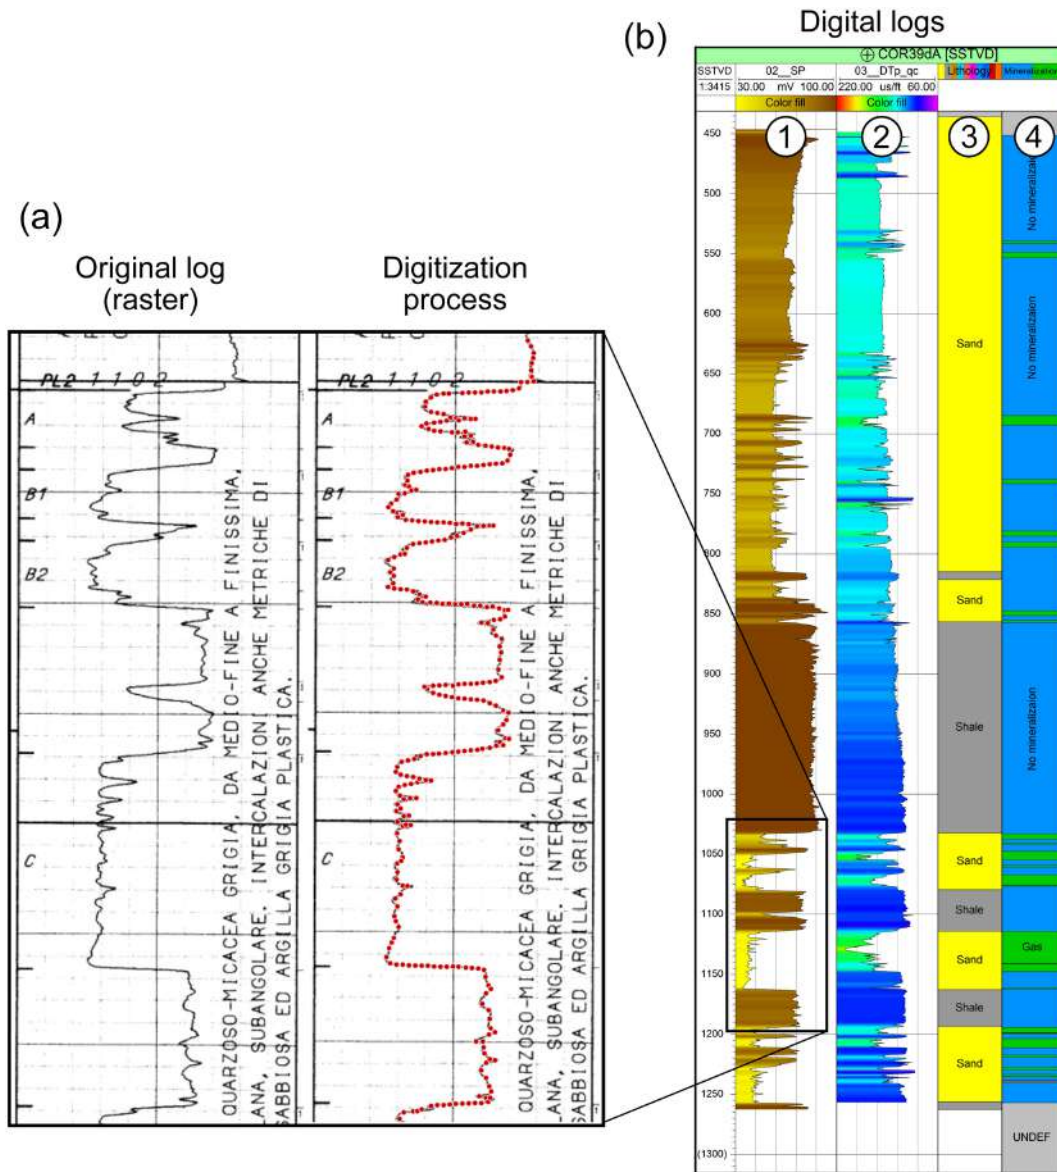 Digital logs
(b)
⊕ COR39dA [SSTVD]
SSTVD 02__SP 03__DTp_qc Lithology Mineralization
1:3415 30.00 mV 100.00 220.00 us/ft 60.00
Color fill Color fill
1 2 3 4
450
500
550
600
650
700
750
800
850
900
950
1000
1050
1100
1150
1200
1250
(1300)
Sand
Sand
Shale
Sand
Shale
Sand
Shale
Sand
No mineralizaion
No mineralizaion
No mineralizaion
Gas
UNDEF
(a)
Original log
(raster)
Digitization
process
PL2 1 1 0 2
A
B1
B2
C
QUARZOSO-MICACEA GRIGIA, DA MEDIO-FINE A FINISSIMA,
LANA, SUBANGOLARE. INTERCALAZIONI ANCHE METRICHE DI
SABBIOSA ED ARGILLA GRIGIA PLASTICA.
PL2 1 1 0 2
A
B1
B2
C
QUARZOSO-MICACEA GRIGIA, DA MEDIO-FINE A FINISSIMA,
LANA, SUBANGOLARE. INTERCALAZIONI ANCHE METRICHE DI
SABBIOSA ED ARGILLA GRIGIA PLASTICA.